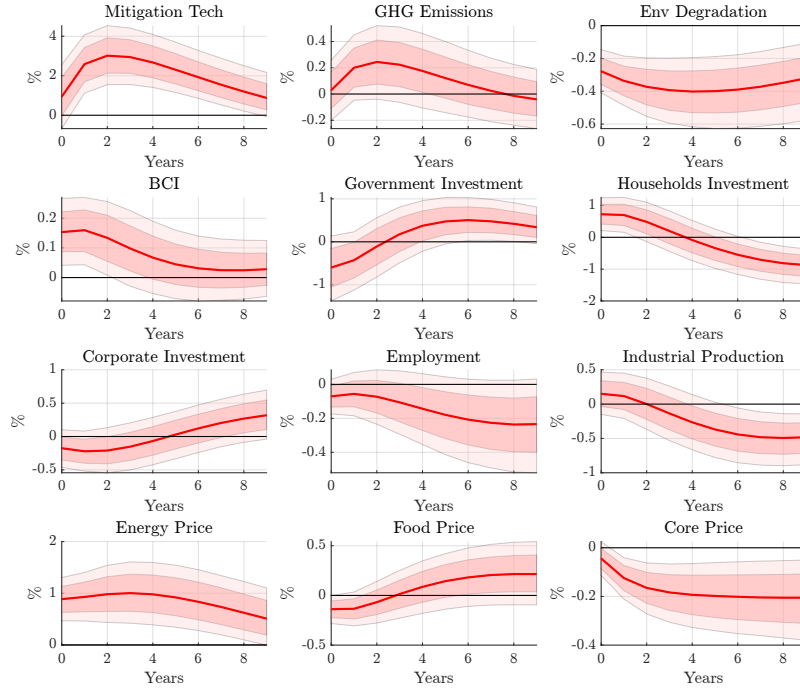 Mitigation Tech
GHG Emissions
Env Degradation
%
4
2
0
0 2 4 6 8
Years
%
0.4
0.2
0
-0.2
0 2 4 6 8
Years
%
0
-0.2
-0.4
-0.6
0 2 4 6 8
Years
BCI
Government Investment
Households Investment
%
0.2
0.1
0
0 2 4 6 8
Years
%
1
0
-1
0 2 4 6 8
Years
%
1
0
-1
-2
0 2 4 6 8
Years
Corporate Investment
Employment
Industrial Production
%
1
0.5
0
-0.5
0 2 4 6 8
Years
%
0
-0.2
-0.4
0 2 4 6 8
Years
%
0.5
0
-0.5
-1
0 2 4 6 8
Years
Energy Price
Food Price
Core Price
%
2
1
0
0 2 4 6 8
Years
%
0.5
0
-0.5
0 2 4 6 8
Years
%
0
-0.2
-0.4
0 2 4 6 8
Years